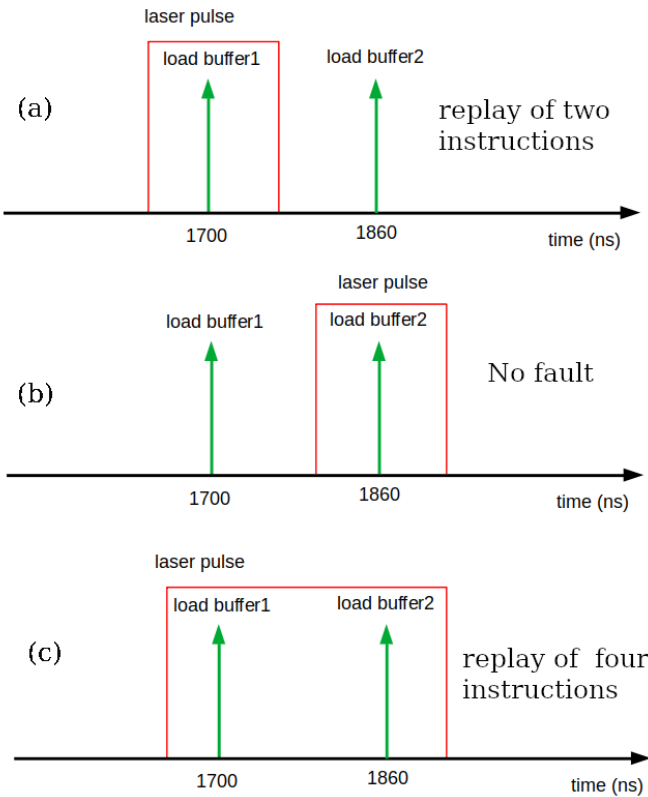 laser pulse
load buffer1
load buffer2
(a)
replay of two
instructions
1700
1860
time (ns)
laser pulse
load buffer1
load buffer2
(b)
No fault
1700
1860
time (ns)
laser pulse
load buffer1
load buffer2
(c)
replay of  four
instructions
1700
1860
time (ns)